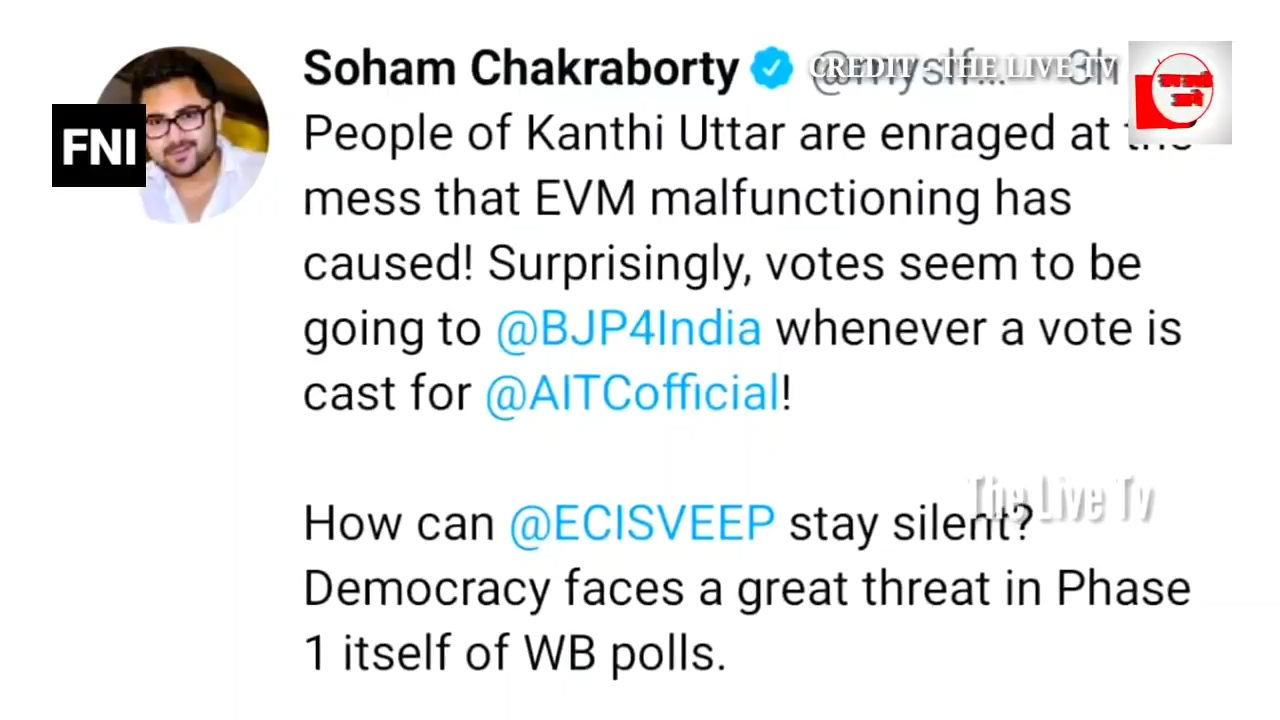 Soham Chakraborty
CREDIT - THE LIVE TV
3h
FNI
People of Kanthi Uttar are enraged at the
mess that EVM malfunctioning has
caused! Surprisingly, votes seem to be
going to @BJP4India whenever a vote is
cast for @AITCofficial!
The Live Tv
How can @ECISVEEP stay silent?
Democracy faces a great threat in Phase
1 itself of WB polls.